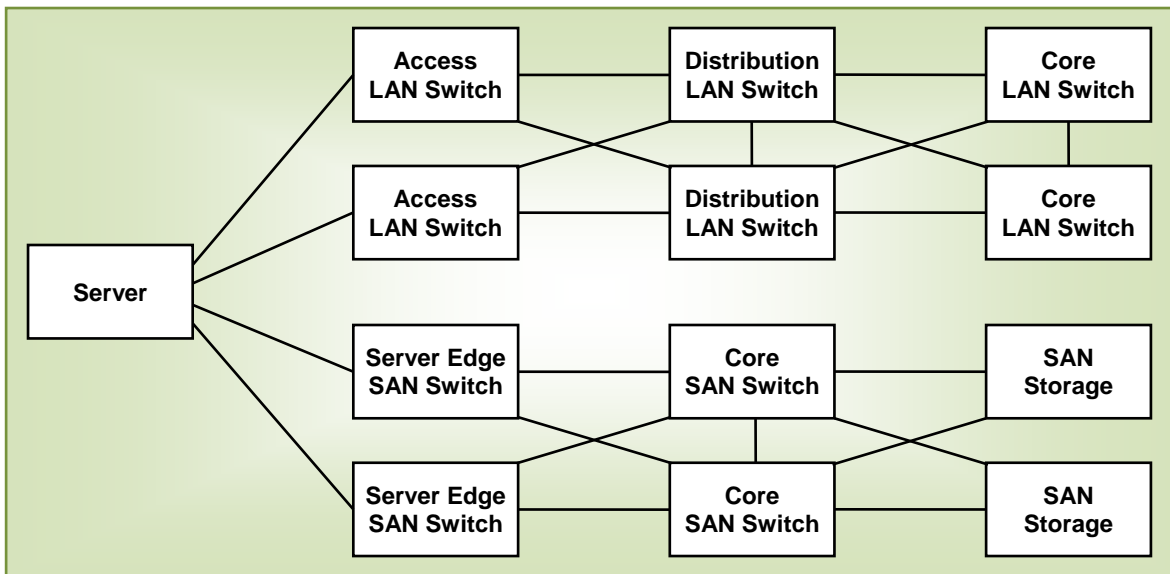 Access
LAN Switch
Distribution
LAN Switch
Core
LAN Switch
Access
LAN Switch
Distribution
LAN Switch
Core
LAN Switch
Server
Server Edge
SAN Switch
Core
SAN Switch
SAN
Storage
Server Edge
SAN Switch
Core
SAN Switch
SAN
Storage